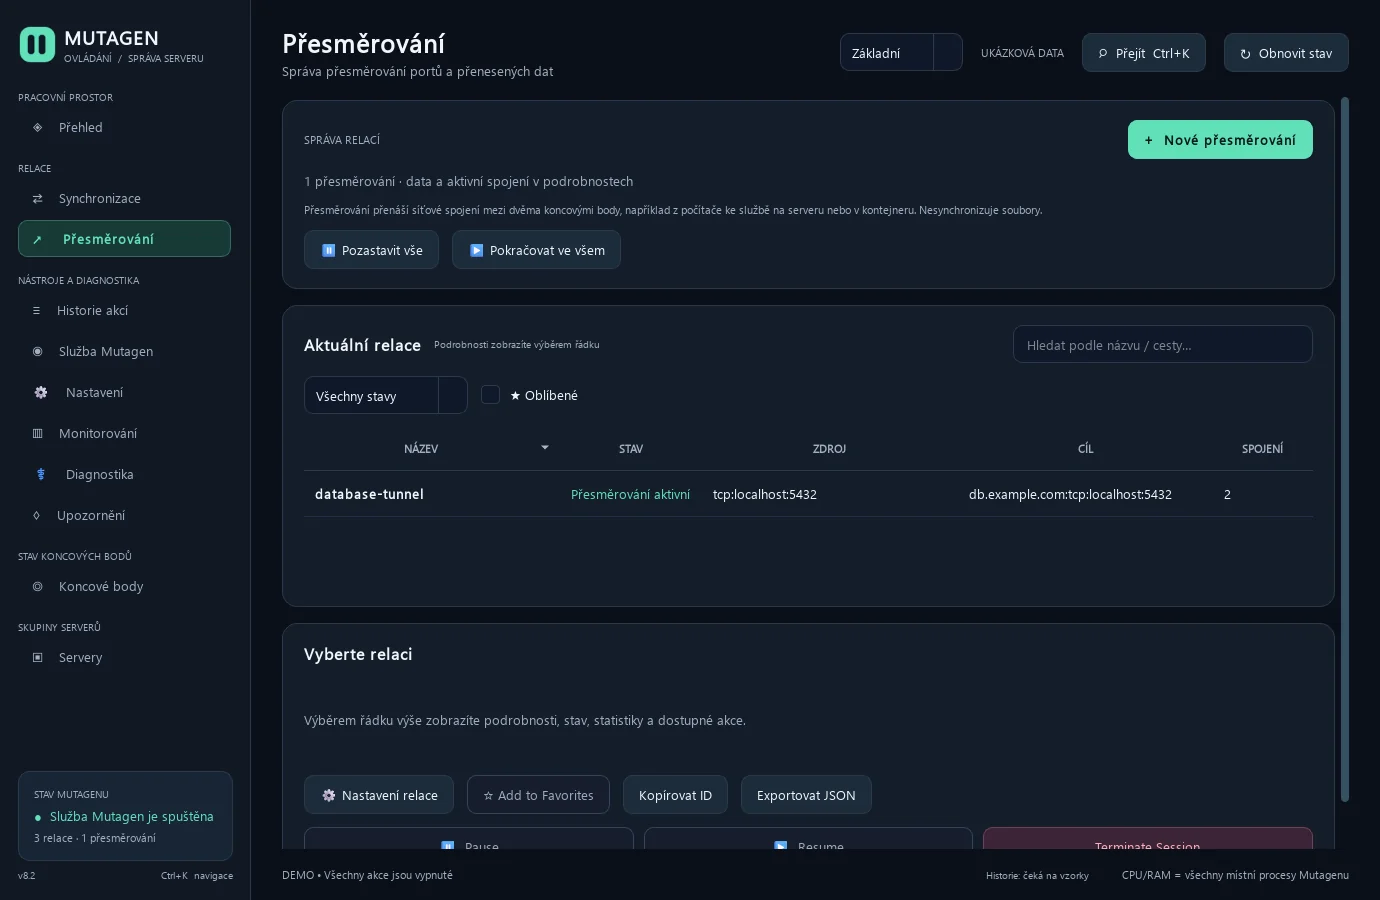 MUTAGEN
OVLÁDÁNÍ / SPRÁVA SERVERU
PRACOVNÍ PROSTOR
Přehled
RELACE
Synchronizace
Přesměrování
NÁSTROJE A DIAGNOSTIKA
Historie akcí
Služba Mutagen
Nastavení
Monitorování
Diagnostika
Upozornění
STAV KONCOVÝCH BODŮ
Koncové body
SKUPINY SERVERŮ
Servery
STAV MUTAGENU
● Služba Mutagen je spuštěna
3 relace · 1 přesměrování
v8.2 Ctrl+K navigace
Přesměrování
Správa přesměrování portů a přenesených dat
Základní
UKÁZKOVÁ DATA
Přejít Ctrl+K
↻ Obnovit stav
SPRÁVA RELACÍ
+ Nové přesměrování
1 přesměrování · data a aktivní spojení v podrobnostech
Přesměrování přenáší síťové spojení mezi dvěma koncovými body, například z počítače ke službě na serveru nebo v kontejneru. Nesynchronizuje soubory.
Pozastavit vše
Pokračovat ve všem
Aktuální relace
Podrobnosti zobrazíte výběrem řádku
Hledat podle názvu / cesty…
Všechny stavy
★ Oblíbené
NÁZEV STAV ZDROJ CÍL SPOJENÍ
database-tunnel Přesměrování aktivní tcp:localhost:5432 db.example.com:tcp:localhost:5432 2
Vyberte relaci
Výběrem řádku výše zobrazíte podrobnosti, stav, statistiky a dostupné akce.
Nastavení relace
☆ Add to Favorites
Kopírovat ID
Exportovat JSON
Pause
Resume
Terminate Session
DEMO • Všechny akce jsou vypnuté
Historie: čeká na vzorky
CPU/RAM = všechny místní procesy Mutagenu